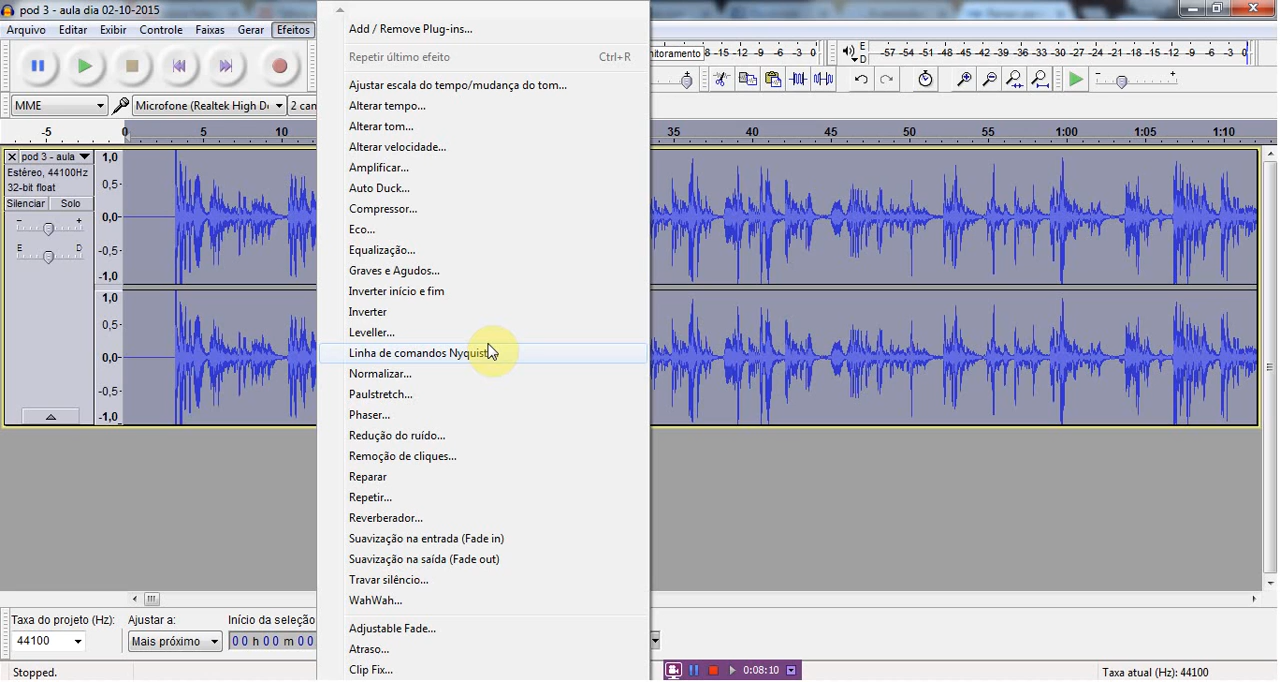 pod 3 - aula dia 02-10-2015
Arquivo Editar Exibir Controle Faixas Gerar Efeitos
nitoramento -18 -15 -12 -9 -6 -3 0
E D -57 -54 -51 -48 -45 -42 -39 -36 -33 -30 -27 -24 -21 -18 -15 -12 -9 -6 -3 0
MME Microfone (Realtek High D 2 can
-5 0 5 10 35 40 45 50 55 1:00 1:05 1:10
pod 3 - aula
Estéreo, 44100Hz
32-bit float
Silenciar Solo
- +
E D
1,0
0,5-
0,0-
-0,5-
-1,0
1,0
0,5-
0,0-
-0,5-
-1,0
Add / Remove Plug-ins...
Repetir último efeito Ctrl+R
Ajustar escala do tempo/mudança do tom...
Alterar tempo...
Alterar tom...
Alterar velocidade...
Amplificar...
Auto Duck...
Compressor...
Eco...
Equalização...
Graves e Agudos...
Inverter início e fim
Inverter
Leveller...
Linha de comandos Nyquist
Normalizar...
Paulstretch...
Phaser...
Redução do ruído...
Remoção de cliques...
Reparar
Repetir...
Reverberador...
Suavização na entrada (Fade in)
Suavização na saída (Fade out)
Travar silêncio...
WahWah...
Adjustable Fade...
Atraso...
Clip Fix...
Taxa do projeto (Hz): Ajustar a: Início da seleção
44100 Mais próximo 00 h 00 m 00
Stopped.
0:08:10
Taxa atual (Hz): 44100